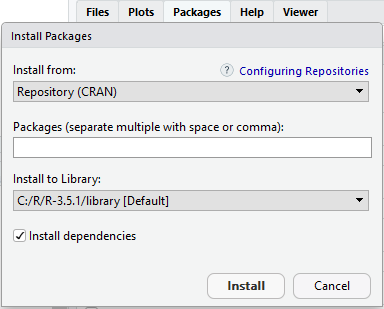 Files Plots Packages Help Viewer
Install Packages
Install from: ? Configuring Repositories
Repository (CRAN)
Packages (separate multiple with space or comma):
Install to Library:
C:/R/R-3.5.1/library [Default]
Install dependencies
Install Cancel